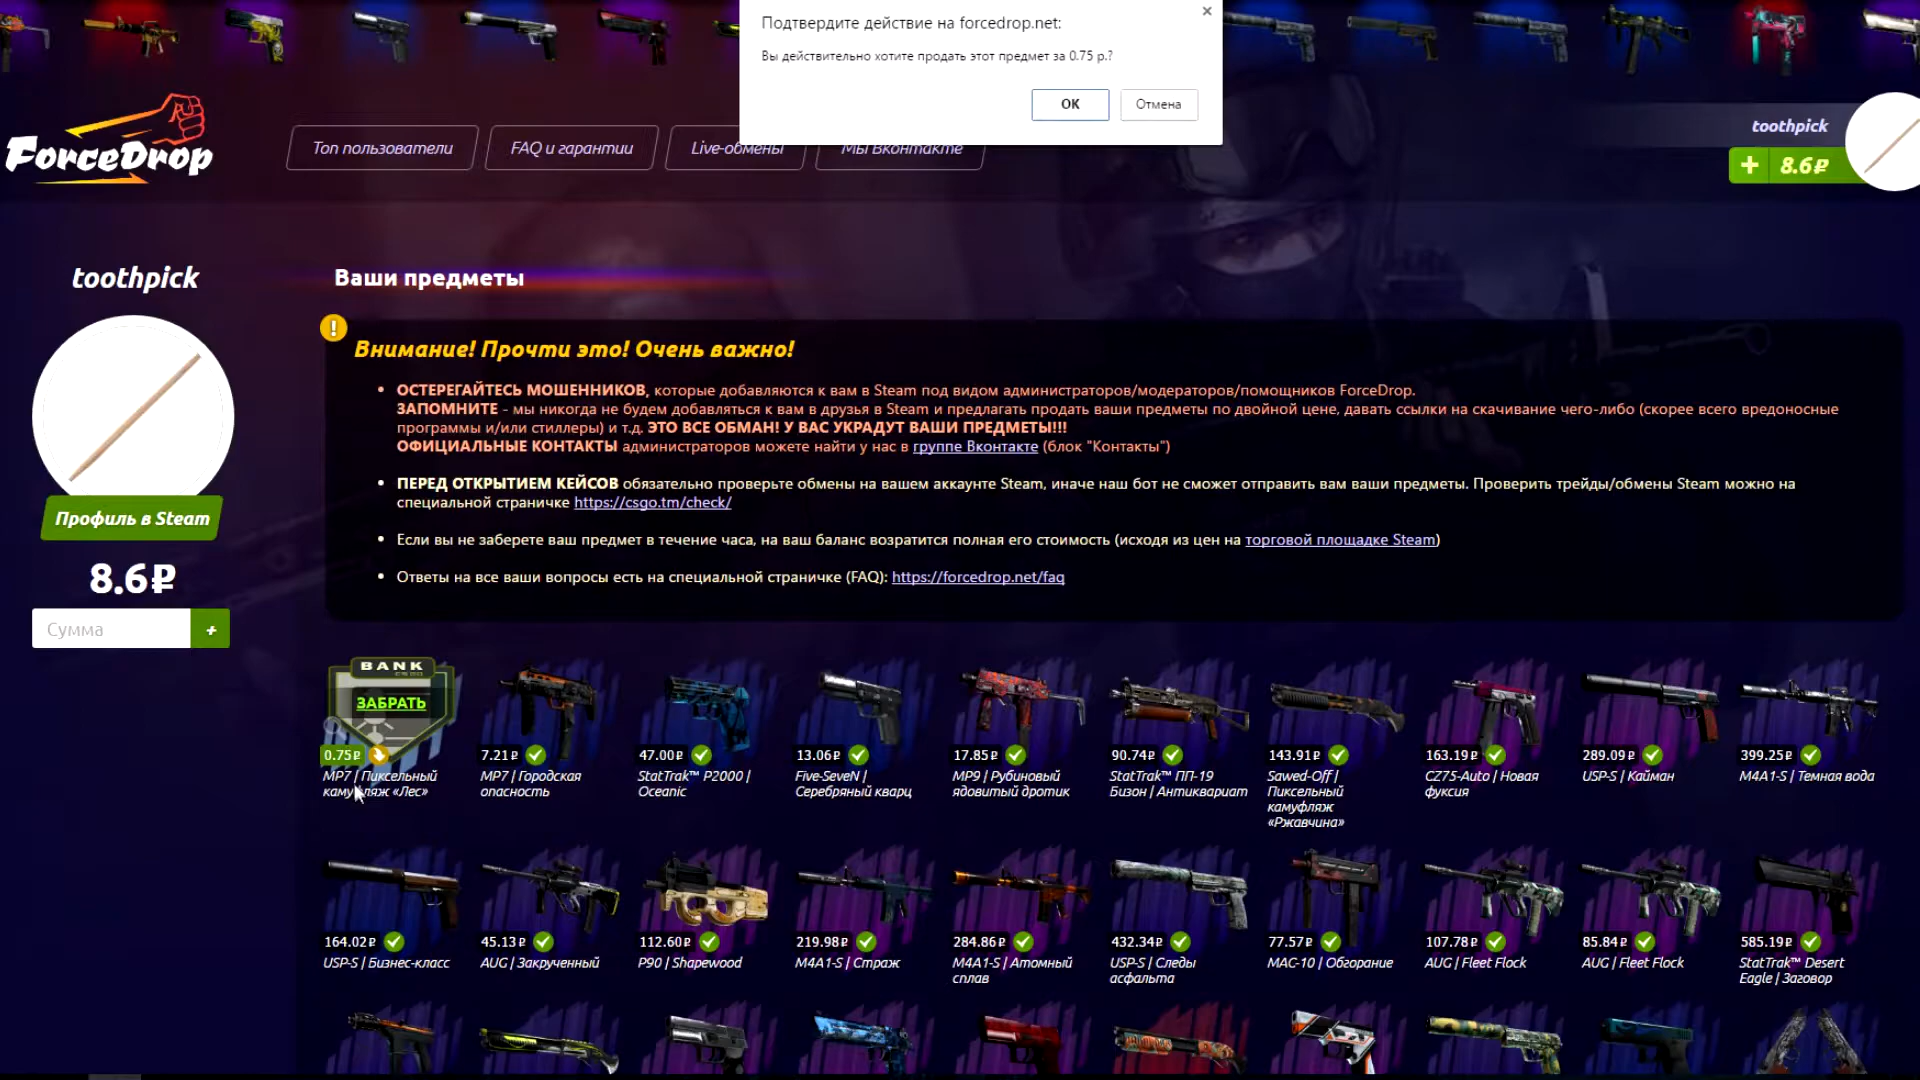 Подтвердите действие на forcedrop.net:
Вы действительно хотите продать этот предмет за 0.75 р.?
OK
Отмена
ForceDrop
Топ пользователи
FAQ и гарантии
Live-обмены
Мы Вконтакте
toothpick
+ 8.6₽
toothpick
Ваши предметы
Внимание! Прочти это! Очень важно!
• ОСТЕРЕГАЙТЕСЬ МОШЕННИКОВ, которые добавляются к вам в Steam под видом администраторов/модераторов/помощников ForceDrop.
ЗАПОМНИТЕ - мы никогда не будем добавляться к вам в друзья в Steam и предлагать продать ваши предметы по двойной цене, давать ссылки на скачивание чего-либо (скорее всего вредоносные
программы и/или стиллеры) и т.д. ЭТО ВСЕ ОБМАН! У ВАС УКРАДУТ ВАШИ ПРЕДМЕТЫ!!!
ОФИЦИАЛЬНЫЕ КОНТАКТЫ администраторов можете найти у нас в группе Вконтакте (блок "Контакты")
• ПЕРЕД ОТКРЫТИЕМ КЕЙСОВ обязательно проверьте обмены на вашем аккаунте Steam, иначе наш бот не сможет отправить вам ваши предметы. Проверить трейды/обмены Steam можно на
специальной страничке https://csgo.tm/check/
• Если вы не заберете ваш предмет в течение часа, на ваш баланс возратится полная его стоимость (исходя из цен на торговой площадке Steam)
• Ответы на все ваши вопросы есть на специальной страничке (FAQ): https://forcedrop.net/faq
Профиль в Steam
8.6₽
Сумма
+
BANK
ЗАБРАТЬ
0.75₽
MP7 | Пиксельный
камуфляж «Лес»
7.21₽
MP7 | Городская
опасность
47.00₽
StatTrak™ P2000 |
Oceanic
13.06₽
Five-SeveN |
Серебряный кварц
17.85₽
MP9 | Рубиновый
ядовитый дротик
90.74₽
StatTrak™ ПП-19
Бизон | Антиквариат
143.91₽
Sawed-Off |
Пиксельный
камуфляж
«Ржавчина»
163.19₽
CZ75-Auto | Новая
фуксия
289.09₽
USP-S | Кайман
399.25₽
M4A1-S | Темная вода
164.02₽
USP-S | Бизнес-класс
45.13₽
AUG | Закрученный
112.60₽
P90 | Shapewood
219.98₽
M4A1-S | Страж
284.86₽
M4A1-S | Атомный
сплав
432.34₽
USP-S | Следы
асфальта
77.57₽
MAC-10 | Обгорание
107.78₽
AUG | Fleet Flock
85.84₽
AUG | Fleet Flock
585.19₽
StatTrak™ Desert
Eagle | Заговор